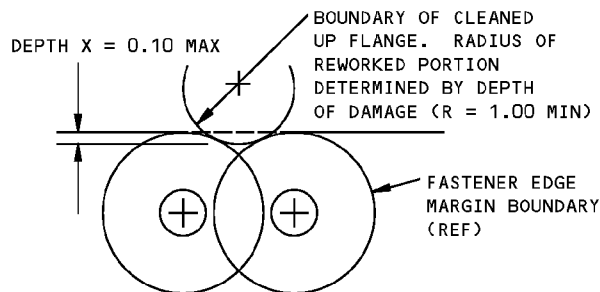 BOUNDARY OF CLEANED
UP FLANGE. RADIUS OF
REWORKED PORTION
DETERMINED BY DEPTH
OF DAMAGE (R = 1.00 MIN)
DEPTH X = 0.10 MAX
FASTENER EDGE
MARGIN BOUNDARY
(REF)